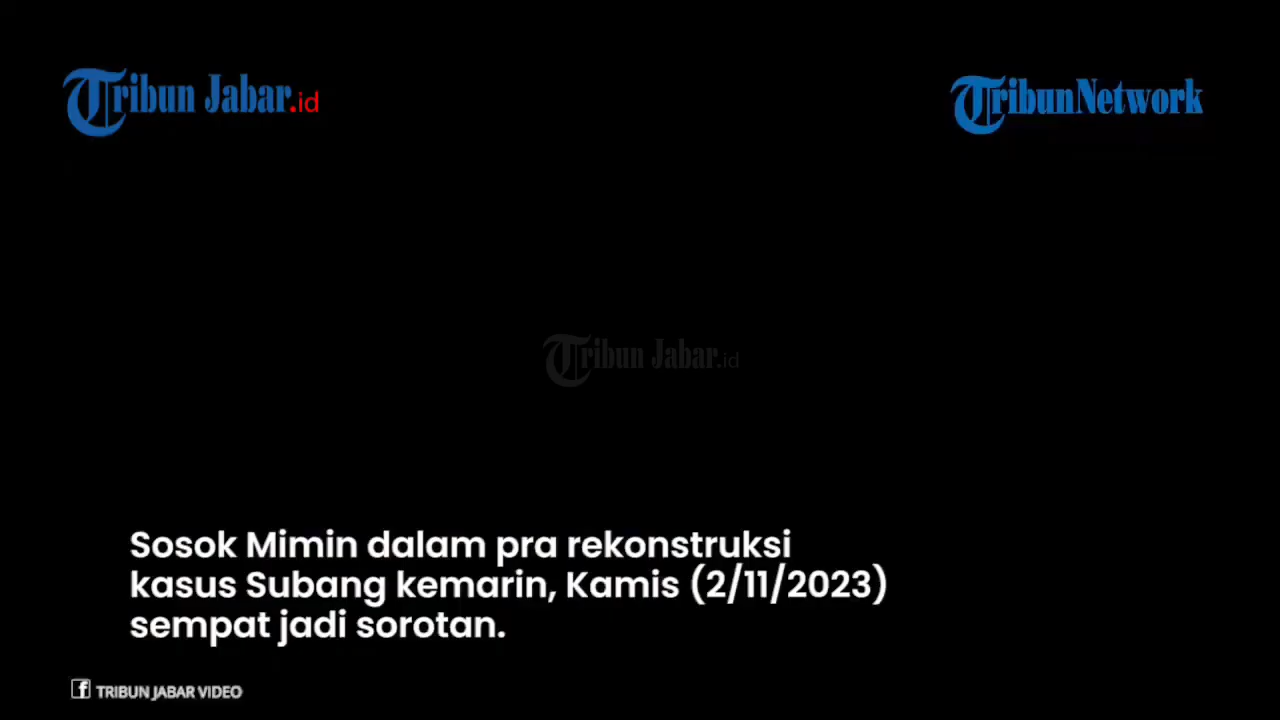 Tribun Jabar.id
TribunNetwork
Tribun Jabar.id
Sosok Mimin dalam pra rekonstruksi
kasus Subang kemarin, Kamis (2/11/2023)
sempat jadi sorotan.
f TRIBUN JABAR VIDEO